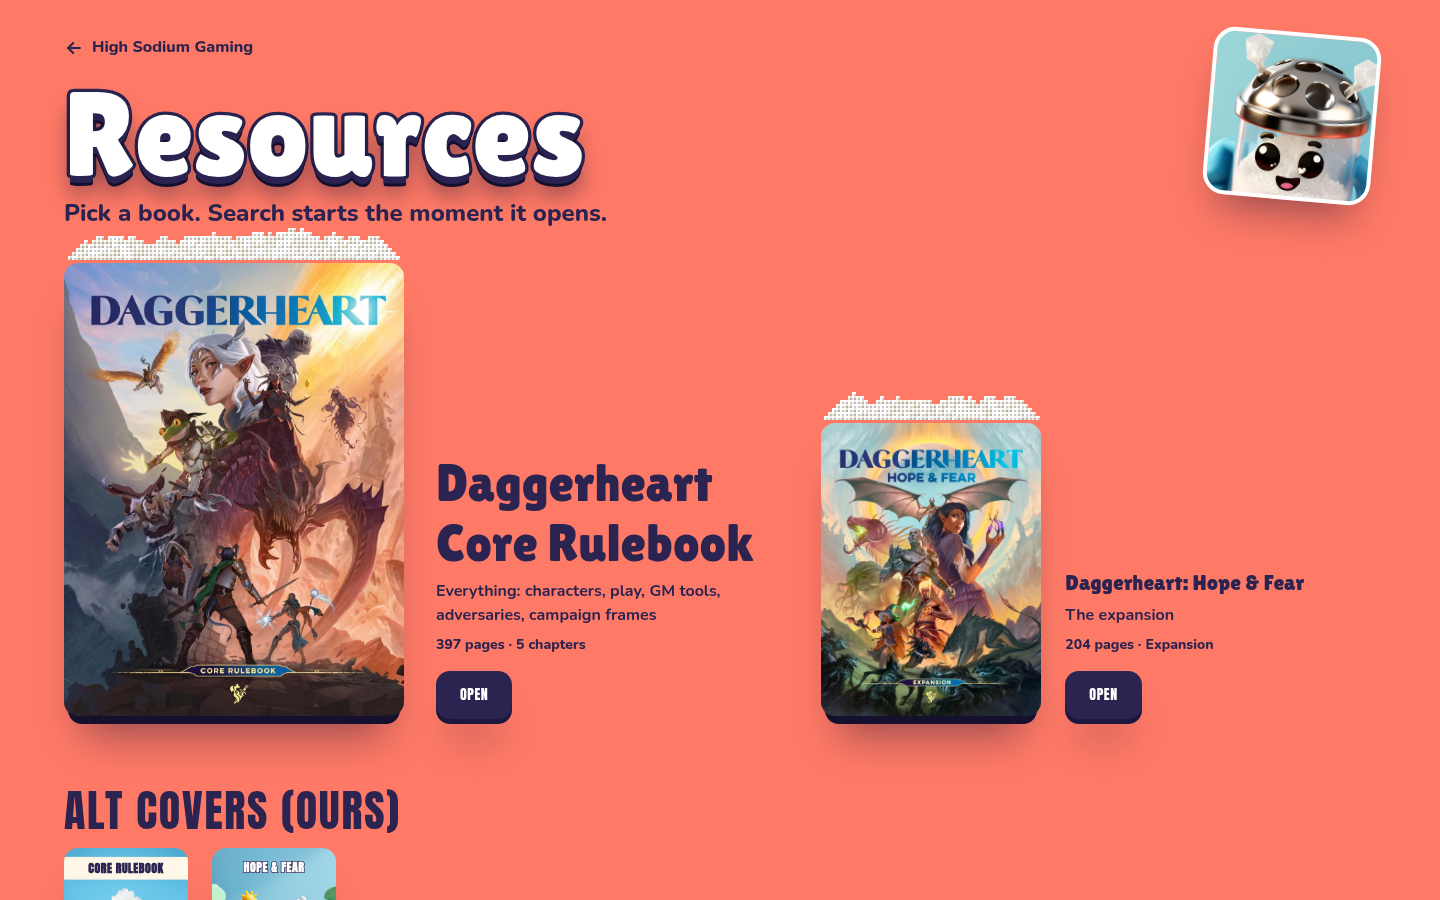 High Sodium Gaming
Resources
Pick a book. Search starts the moment it opens.
DAGGERHEART
CORE RULEBOOK
Daggerheart
Core Rulebook
Everything: characters, play, GM tools,
adversaries, campaign frames
397 pages · 5 chapters
OPEN
DAGGERHEART
HOPE & FEAR
EXPANSION
Daggerheart: Hope & Fear
The expansion
204 pages · Expansion
OPEN
ALT COVERS (OURS)
CORE RULEBOOK
HOPE & FEAR